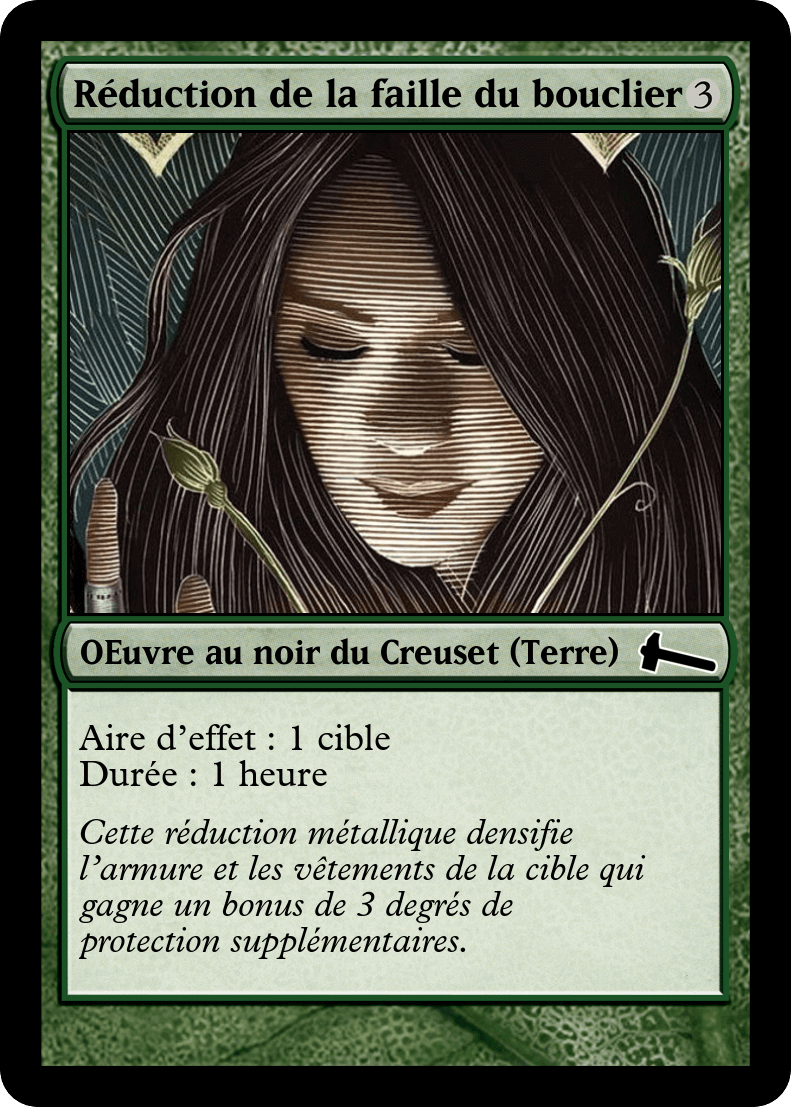 Réduction de la faille du bouclier 3
OEuvre au noir du Creuset (Terre)
Aire d’effet : 1 cible
Durée : 1 heure
Cette réduction métallique densifie
l’armure et les vêtements de la cible qui
gagne un bonus de 3 degrés de
protection supplémentaires.